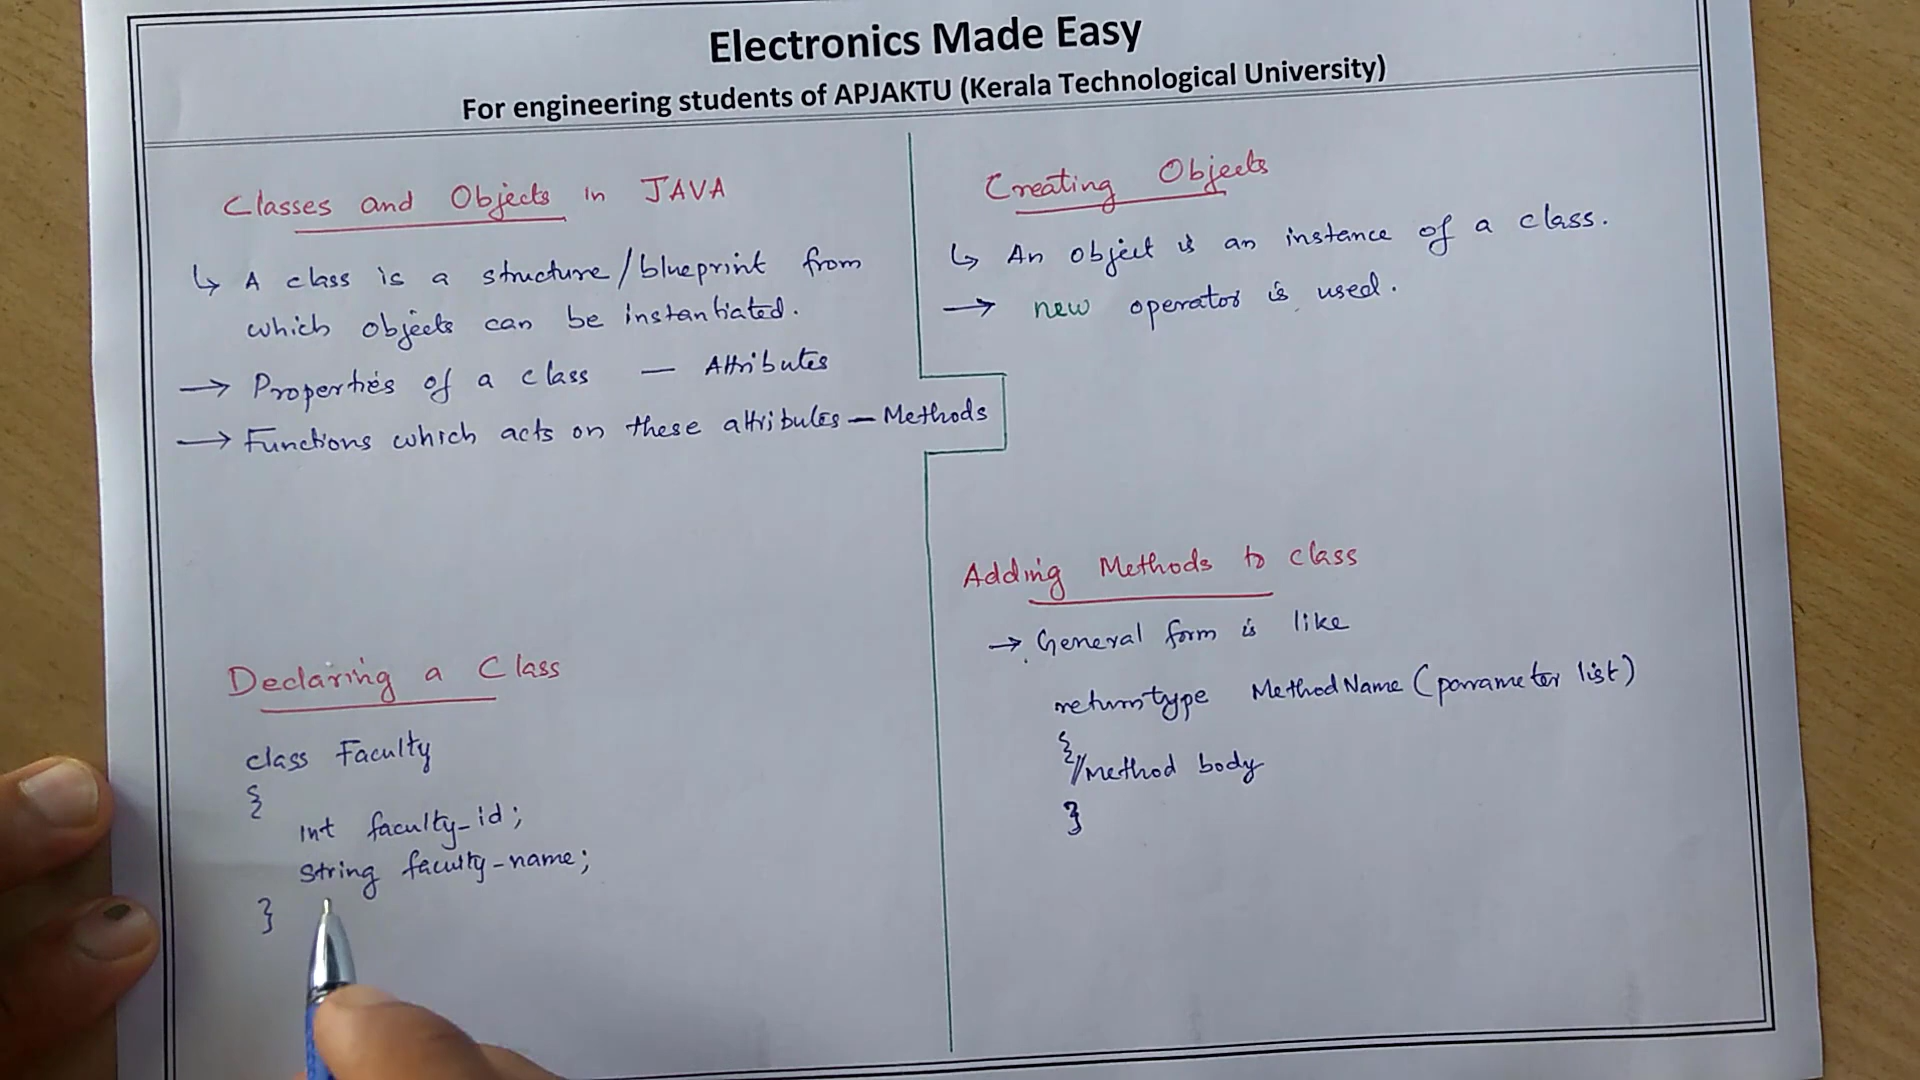 Electronics Made Easy
For engineering students of APJAKTU (Kerala Technological University)
Classes and Objects in JAVA
↳ A class is a structure/blueprint from
which objects can be instantiated.
→ Properties of a class — Attributes
→ Functions which acts on these attributes — Methods
Declaring a Class
class Faculty
{
int faculty_id;
String faculty_name;
}
Creating Objects
↳ An object is an instance of a class.
→ new operator is used.
Adding Methods to class
→ General form is like
returntype MethodName (parrameter list)
{
//Method body
}